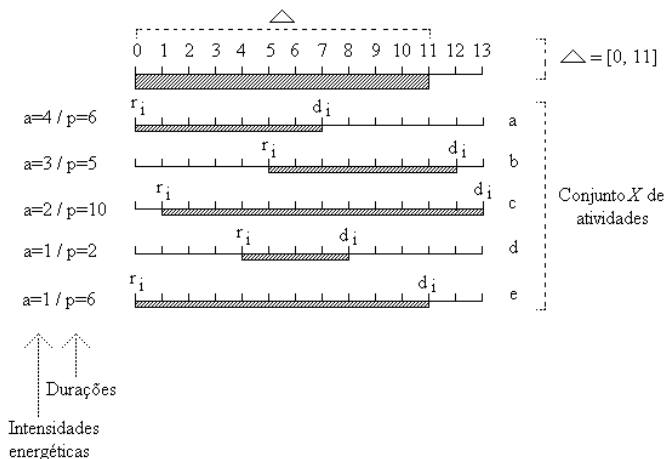 △
0 1 2 3 4 5 6 7 8 9 10 11 12 13
△ = [0, 11]
a=4 / p=6 r i d i a
a=3 / p=5 r i d i b
a=2 / p=10 r i d i c
a=1 / p=2 r i d i d
a=1 / p=6 r i d i e
Conjunto X de
atividades
Durações
Intensidades
energéticas